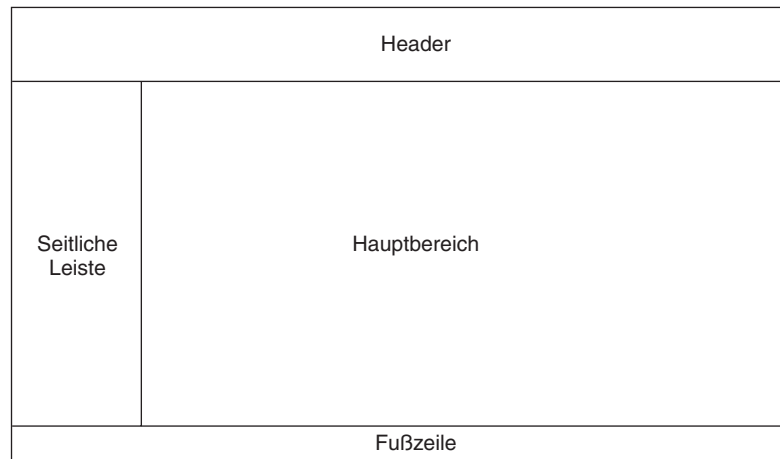 Header
Seitliche
Leiste
Hauptbereich
Fußzeile